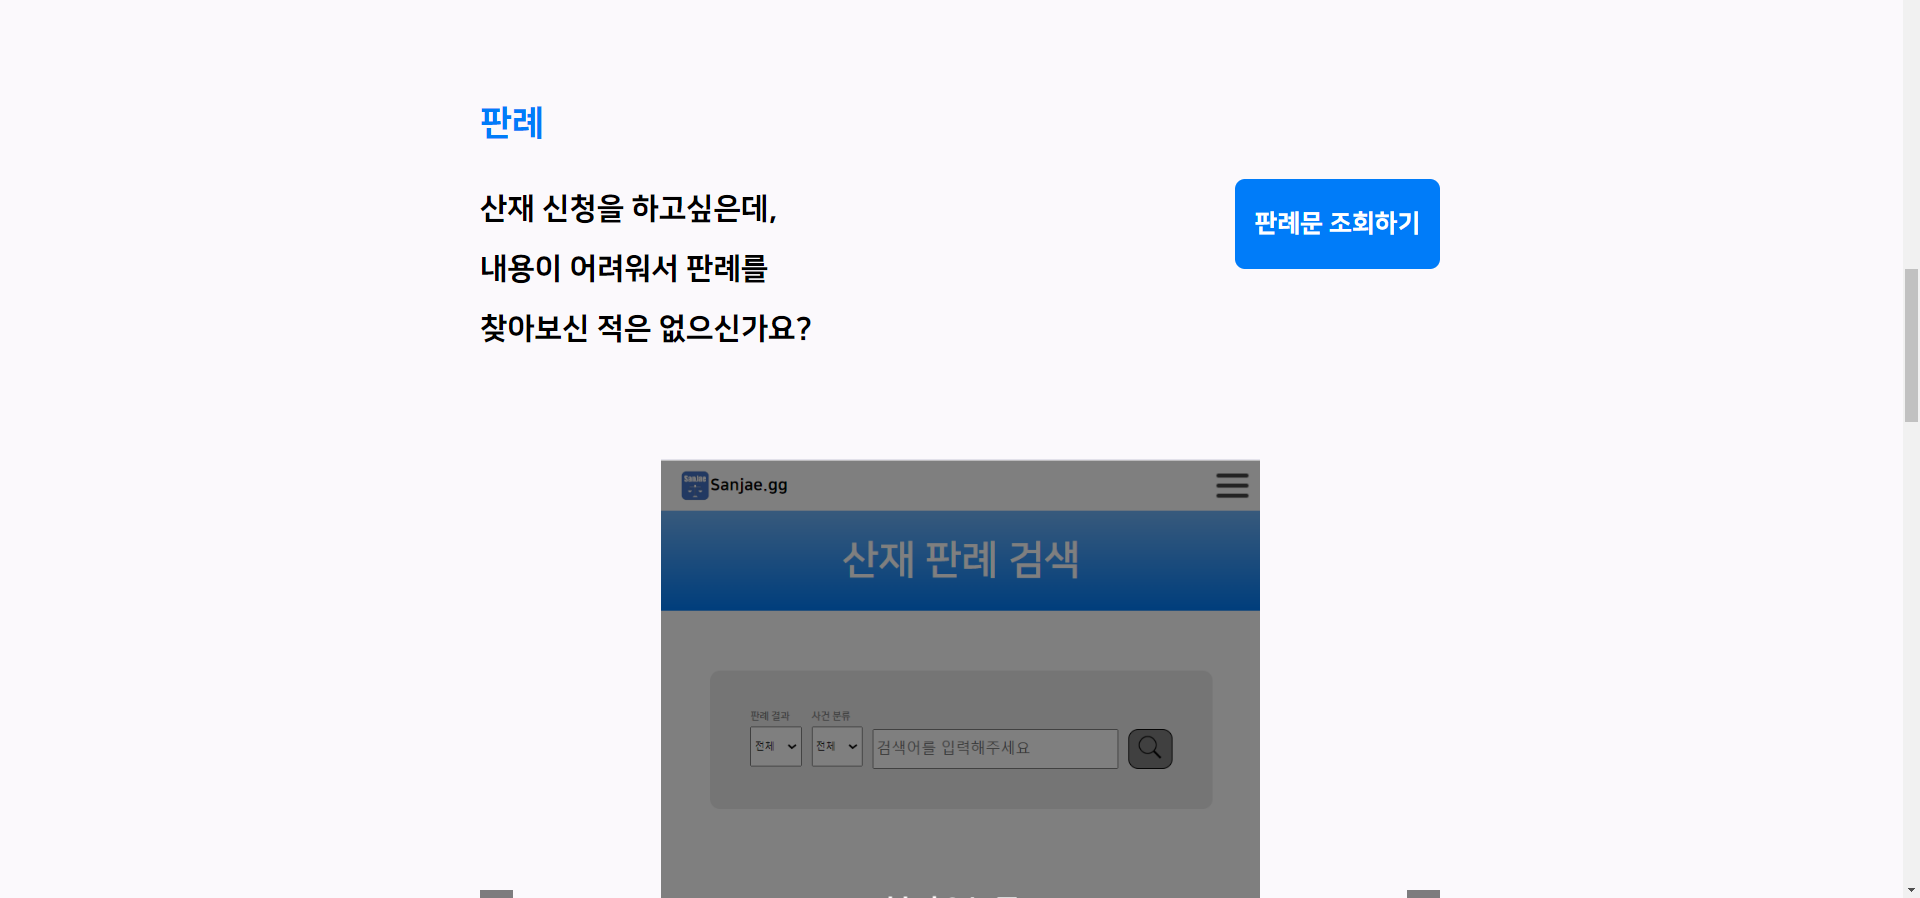 판례
산재 신청을 하고싶은데,
내용이 어려워서 판례를
찾아보신 적은 없으신가요?
판례문 조회하기
Sanjae
Sanjae.gg
산재 판례 검색
판례 결과
사건 분류
전체
전체
검색어를 입력해주세요